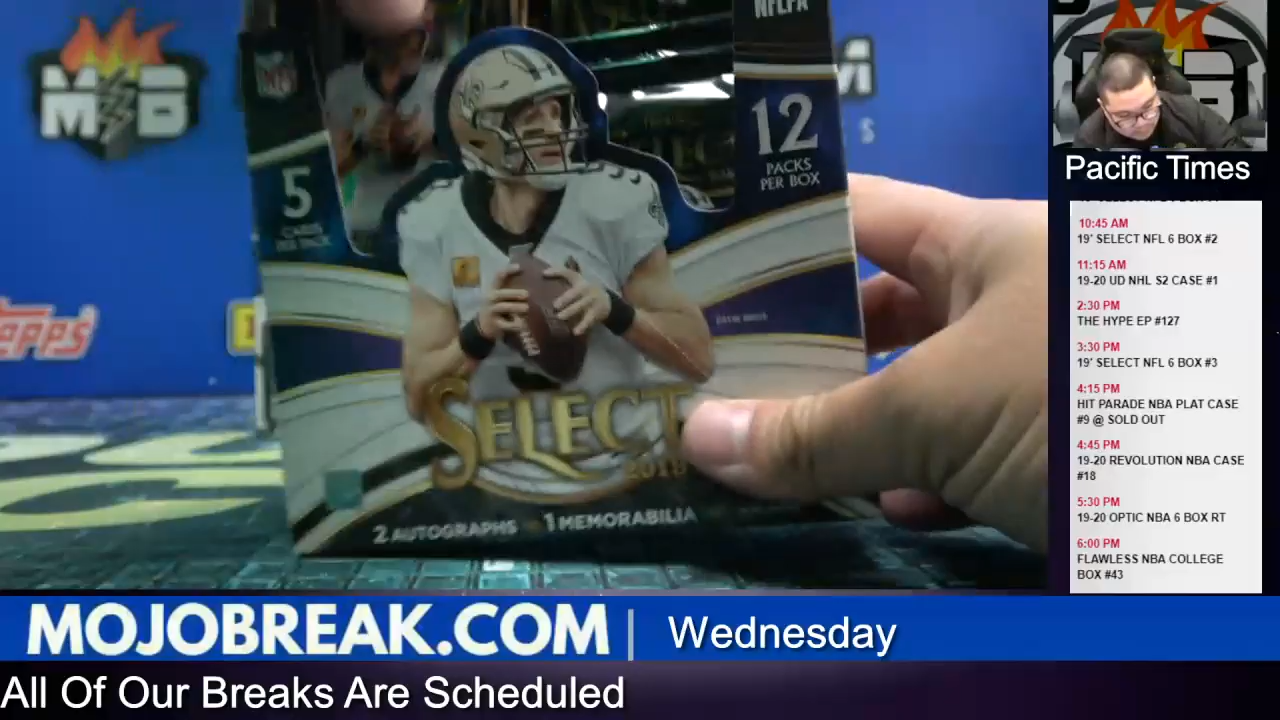 NFLPA
NFL
MB
12
PACKS
PER BOX
5
CARDS
PER PACK
TOPPS
S
SELECT
2019
2 AUTOGRAPHS 1 MEMORABILIA
Pacific Times
10:45 AM
19' SELECT NFL 6 BOX #2
11:15 AM
19-20 UD NHL S2 CASE #1
2:30 PM
THE HYPE EP #127
3:30 PM
19' SELECT NFL 6 BOX #3
4:15 PM
HIT PARADE NBA PLAT CASE
#9 @ SOLD OUT
4:45 PM
19-20 REVOLUTION NBA CASE
#18
5:30 PM
19-20 OPTIC NBA 6 BOX RT
6:00 PM
FLAWLESS NBA COLLEGE
BOX #43
MOJOBREAK.COM | Wednesday
All Of Our Breaks Are Scheduled